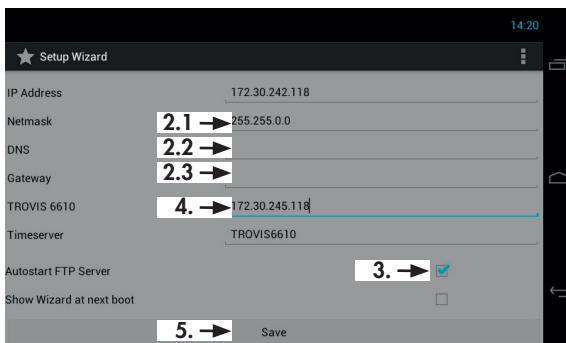 14:20
Setup Wizard
IP Address 172.30.242.118
Netmask 2.1 255.255.0.0
DNS 2.2
Gateway 2.3
TROVIS 6610 4. 172.30.245.118
Timeserver TROVIS6610
Autostart FTP Server 3.
Show Wizard at next boot
5. Save